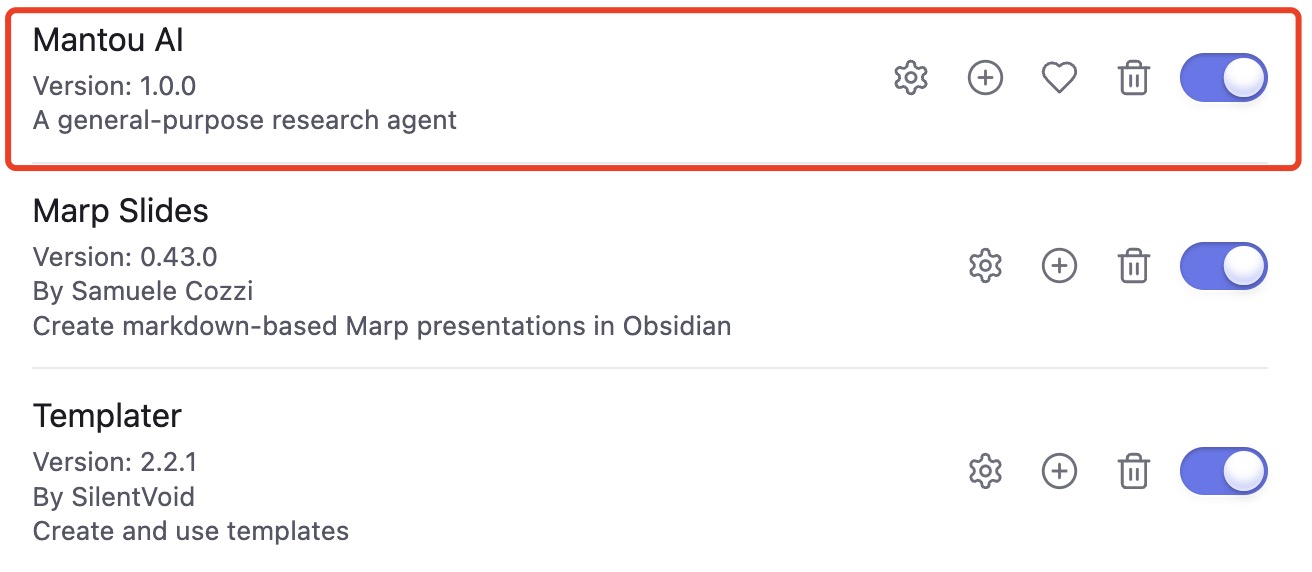 Mantou AI
Version: 1.0.0
A general-purpose research agent
Marp Slides
Version: 0.43.0
By Samuele Cozzi
Create markdown-based Marp presentations in Obsidian
Templater
Version: 2.2.1
By SilentVoid
Create and use templates